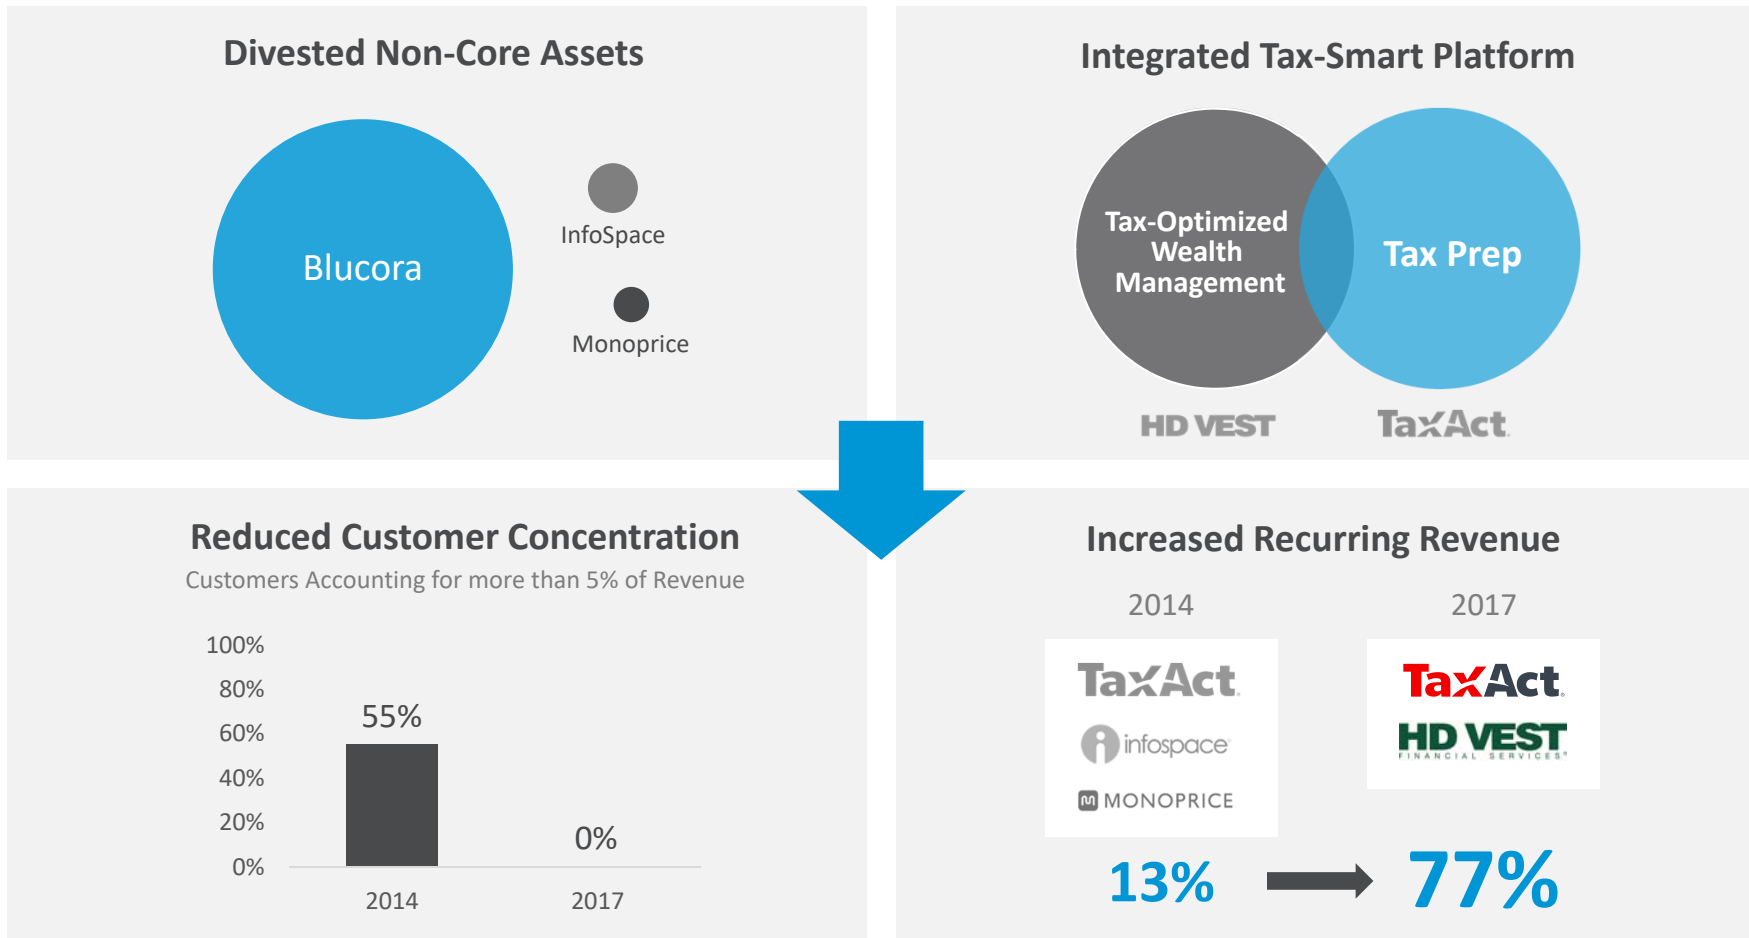 Divested Non-Core Assets
Blucora
InfoSpace
Monoprice
Integrated Tax-Smart Platform
Tax-Optimized
Wealth
Management
Tax Prep
HD VEST
TaxAct.
Reduced Customer Concentration
Customers Accounting for more than 5% of Revenue
100%
80%
60%
40%
20%
0%
55%
0%
2014
2017
Increased Recurring Revenue
2014
2017
TaxAct.
infospace®
MONOPRICE
TaxAct.
HD VEST
FINANCIAL SERVICES®
13%
77%